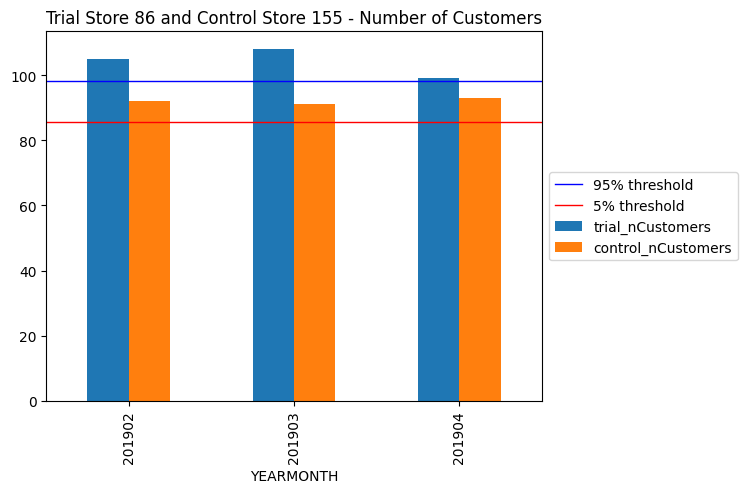 Trial Store 86 and Control Store 155 - Number of Customers
100
80
60
40
20
0
201902
201903
201904
YEARMONTH
95% threshold
5% threshold
trial_nCustomers
control_nCustomers